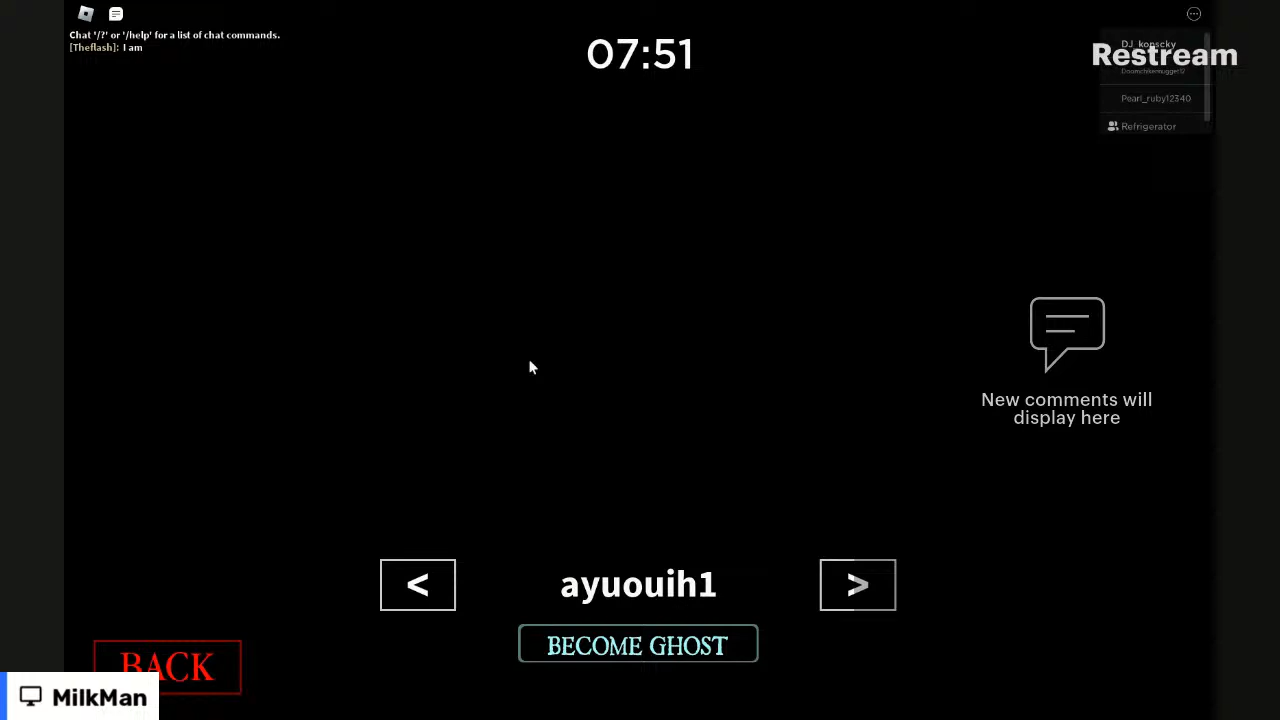 Chat '/?' or '/help' for a list of chat commands.
[Theflash]: I am
07:51
DJ_kopscky
Restream
Pearl_ruby12340
Refrigerator
New comments will
display here
<
ayuouih1
>
BECOME GHOST
BACK
MilkMan